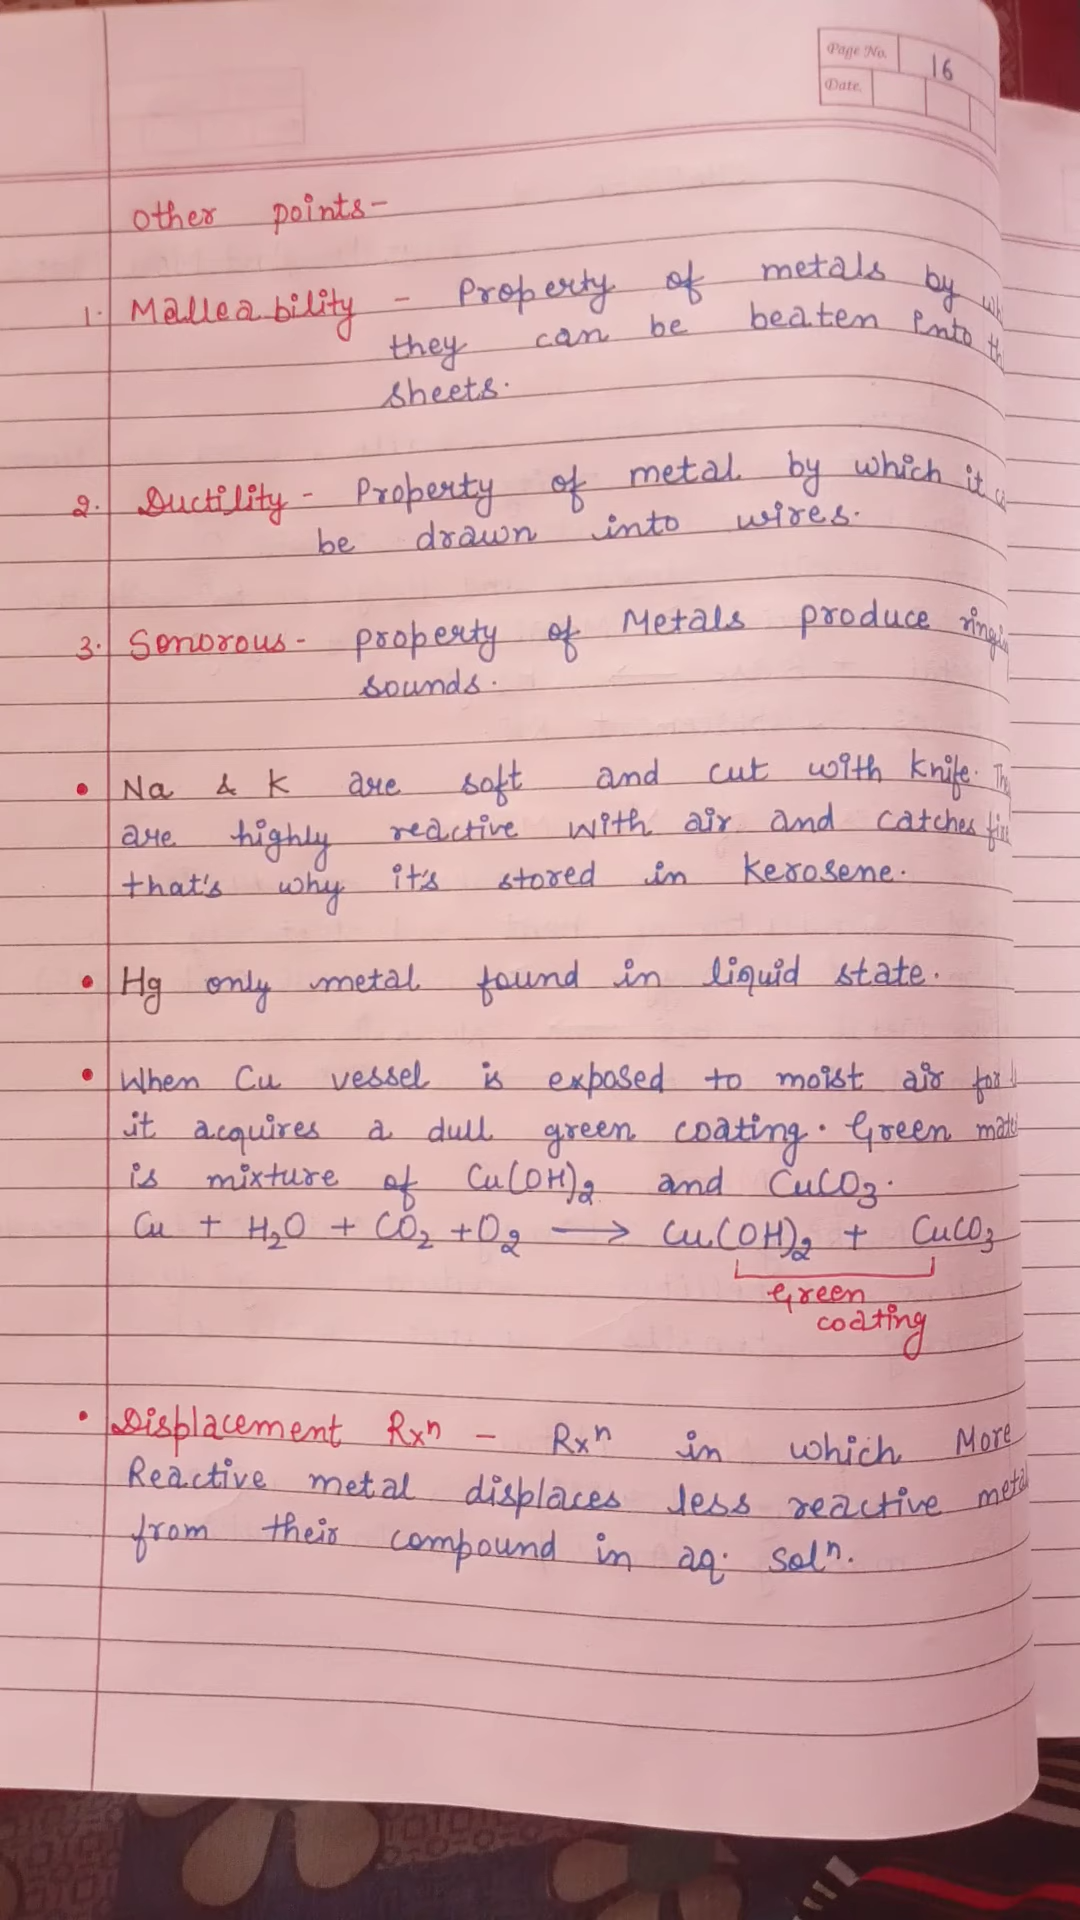 Page No. 16
Date.
Other points-
1. Malleability - Property of metals by
they can be beaten into
sheets.
2. Ductility - Property of metal by which it
be drawn into wires.
3. Sonorous - property of Metals produce
sounds.
• Na & K are soft and cut with knife.
are highly reactive with air and catches
that's why it's stored in Kerosene.
• Hg only metal found in liquid state.
• When Cu vessel is exposed to moist air for
it acquires a dull green coating. Green
is mixture of Cu(OH)₂ and CuCO₃.
Cu + H₂O + CO₂ + O₂ → Cu(OH)₂ + CuCO₃
Green
coating
• Displacement Rxⁿ - Rxⁿ in which More
Reactive metal displaces less reactive
from their compound in aq. solⁿ.